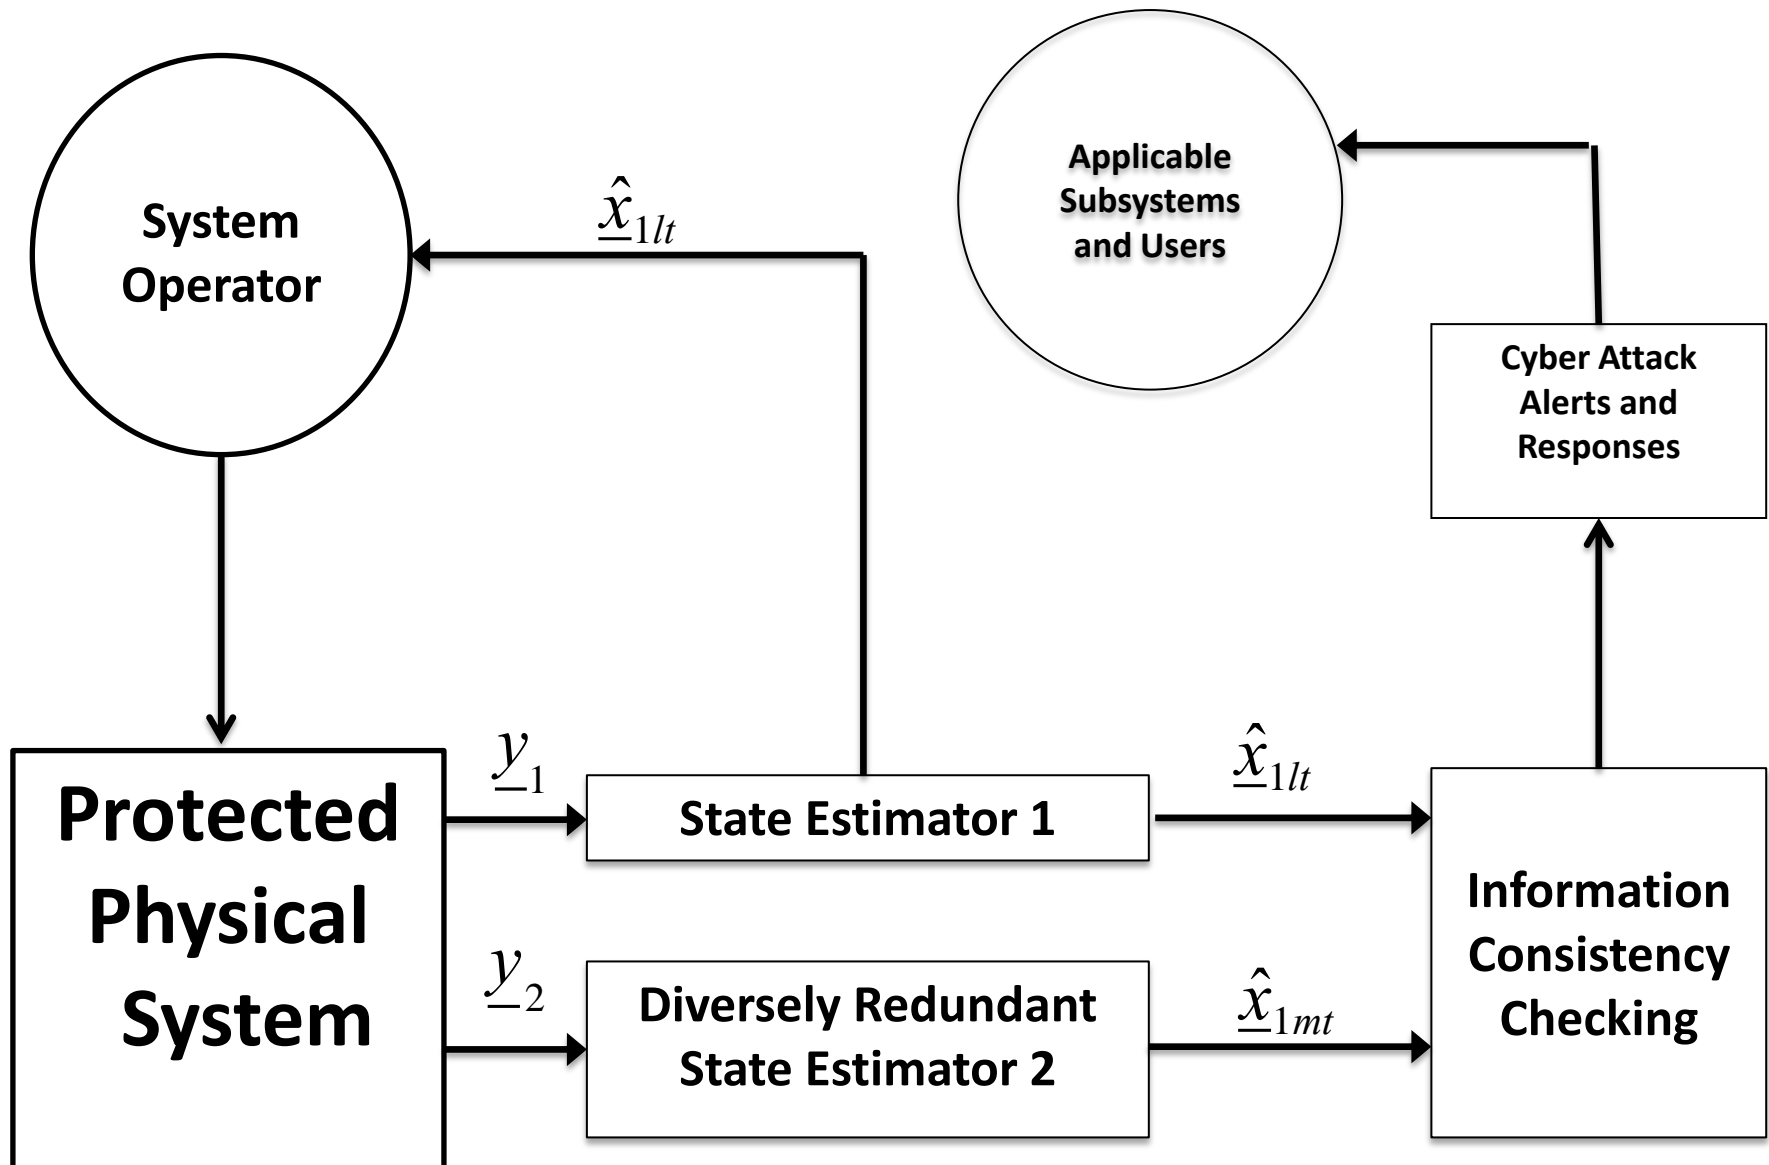 System
Operator
x̂₁ₗₜ
Applicable
Subsystems
and Users
Cyber Attack
Alerts and
Responses
Protected
Physical
System
y₁
State Estimator 1
x̂₁ₗₜ
y₂
Diversely Redundant
State Estimator 2
x̂₁ₘₜ
Information
Consistency
Checking